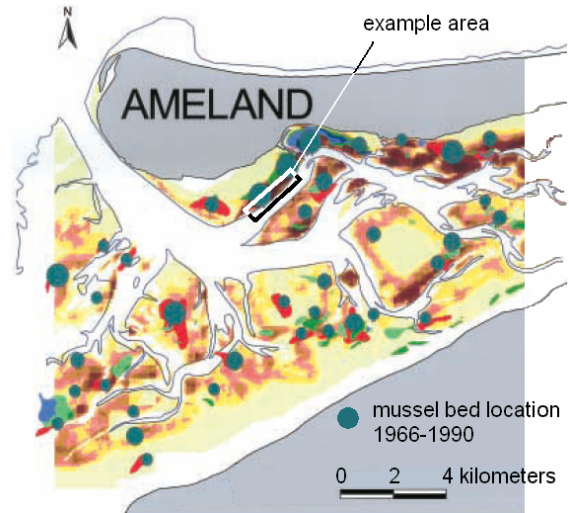 example area
N
AMELAND
mussel bed location
1966-1990
0 2 4 kilometers